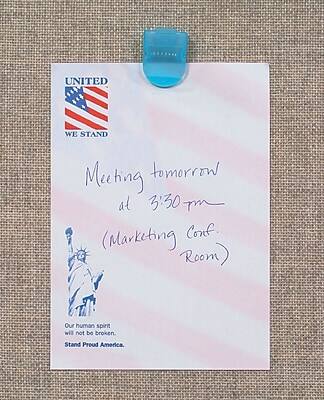 UNITED
WE STAND
Meeting tomorrow
at 3:30 pm
(Marketing Conf.
Room)
Our human spirit
will not be broken.
Stand Proud America.